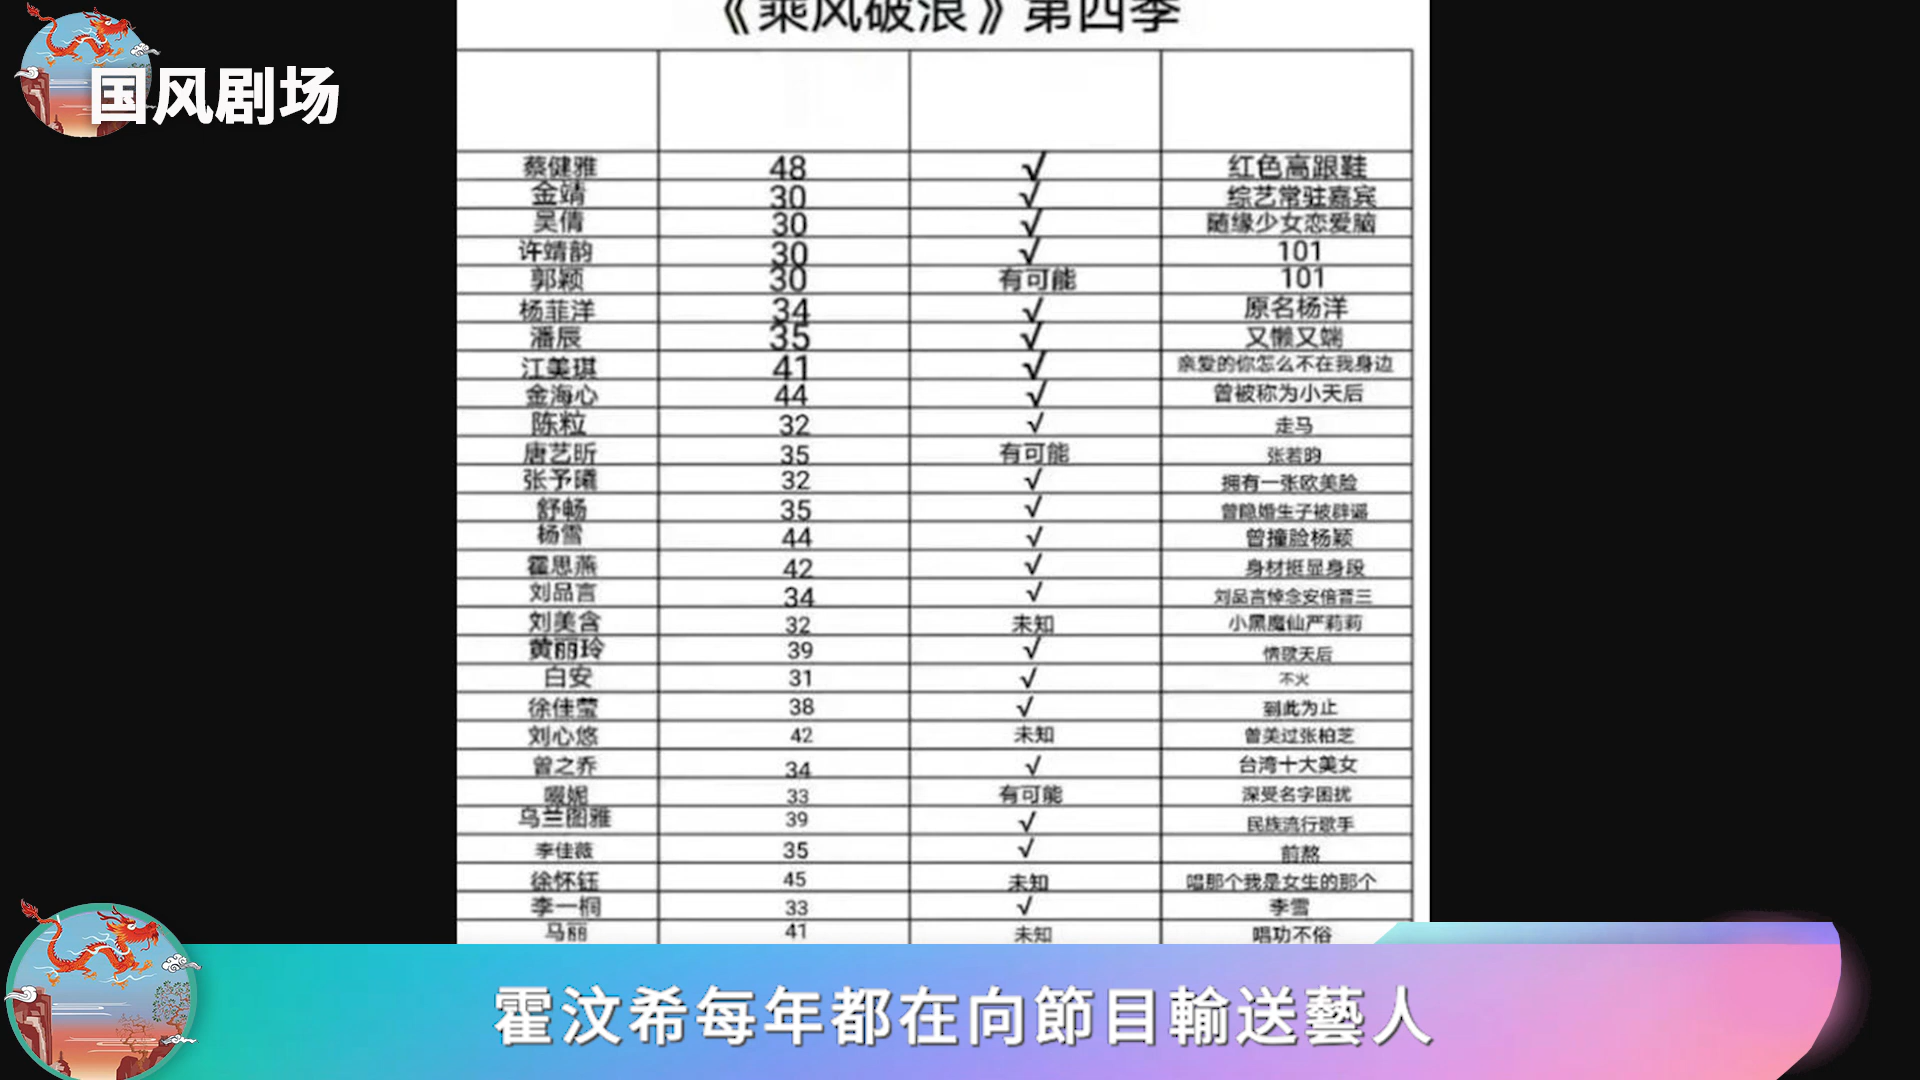 《乘风破浪》第四季
国风剧场
蔡健雅 48 √ 红色高跟鞋
金靖 30 √ 综艺常驻嘉宾
吴倩 30 √ 随缘少女恋爱脑
许靖韵 30 √ 101
郭颖 30 有可能 101
杨菲洋 34 √ 原名杨洋
潘辰 35 √ 又懒又端
江美琪 41 √ 亲爱的你怎么不在我身边
金海心 44 √ 曾被称为小天后
陈粒 32 √ 走马
唐艺昕 35 有可能 张若昀
张予曦 32 √ 拥有一张欧美脸
舒畅 35 √ 曾隐婚生子被辟谣
杨雪 44 √ 曾撞脸杨颖
霍思燕 42 √ 身材挺显身段
刘品言 34 √ 刘品言悼念安倍晋三
刘美含 32 未知 小黑魔仙严莉莉
黄丽玲 39 √ 情歌天后
白安 31 √ 不火
徐佳莹 38 √ 到此为止
刘心悠 42 未知 曾美过张柏芝
曾之乔 34 √ 台湾十大美女
啜妮 33 有可能 深受名字困扰
乌兰图雅 39 √ 民族流行歌手
李佳薇 35 √ 煎熬
徐怀钰 45 未知 唱那个我是女生的那个
李一桐 33 √ 李雪
马丽 41 未知 唱功不俗
霍汶希每年都在向節目輸送藝人